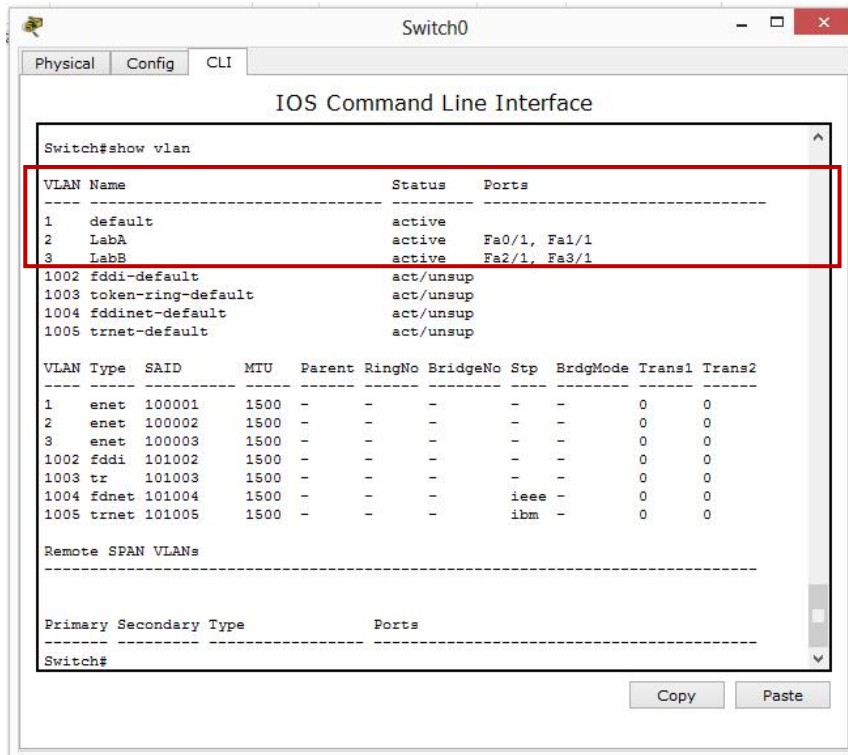 Switch0
Physical Config CLI
IOS Command Line Interface
Switch#show vlan
VLAN Name Status Ports
---- -------------------------------- --------- -------------------------------
1 default active
2 LabA active Fa0/1, Fa1/1
3 LabB active Fa2/1, Fa3/1
1002 fddi-default act/unsup
1003 token-ring-default act/unsup
1004 fddinet-default act/unsup
1005 trnet-default act/unsup
VLAN Type SAID MTU Parent RingNo BridgeNo Stp BrdgMode Trans1 Trans2
---- ----- ---------- ----- ------ ------ -------- ---- -------- ------ ------
1 enet 100001 1500 - - - - - 0 0
2 enet 100002 1500 - - - - - 0 0
3 enet 100003 1500 - - - - - 0 0
1002 fddi 101002 1500 - - - - - 0 0
1003 tr 101003 1500 - - - - - 0 0
1004 fdnet 101004 1500 - - - ieee - 0 0
1005 trnet 101005 1500 - - - ibm - 0 0
Remote SPAN VLANs
------------------------------------------------------------------------------
Primary Secondary Type Ports
------- --------- ----------------- ------------------------------------------
Switch#
Copy Paste